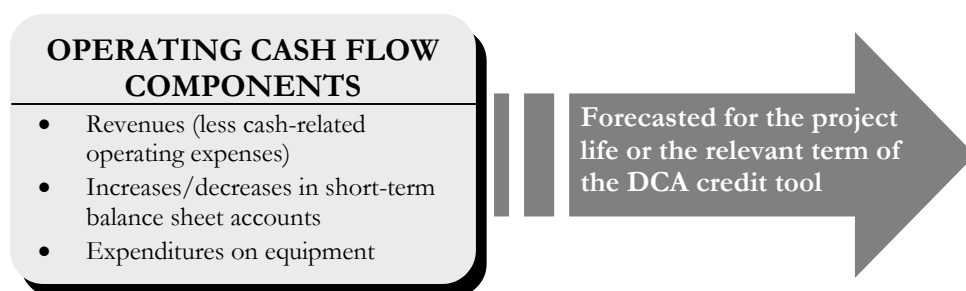 OPERATING CASH FLOW
COMPONENTS
• Revenues (less cash-related
operating expenses)
• Increases/decreases in short-term
balance sheet accounts
• Expenditures on equipment
Forecasted for the project
life or the relevant term of
the DCA credit tool